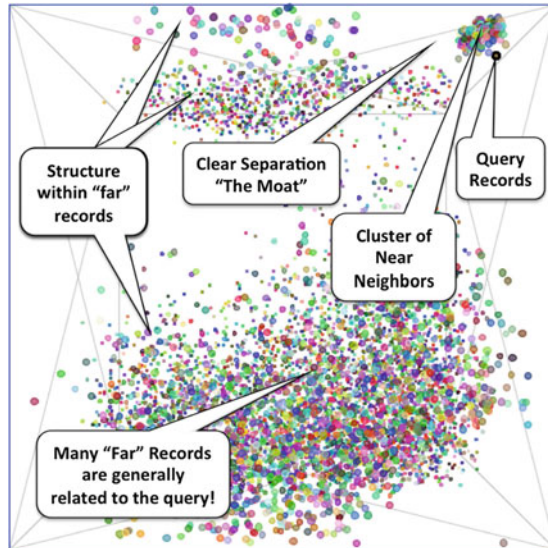 Structure
within “far”
records
Clear Separation
“The Moat”
Query
Records
Cluster of
Near
Neighbors
Many “Far” Records
are generally
related to the query!